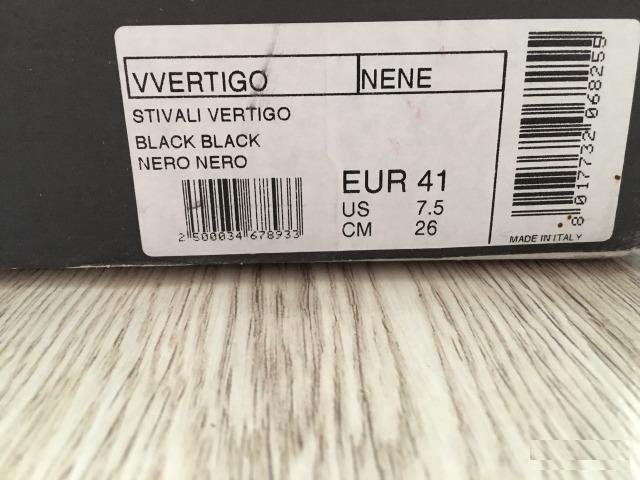 VVERTIGO NENE
STIVALI VERTIGO
BLACK BLACK
NERO NERO
2 500034 678933
EUR 41
US 7.5
CM 26
8 017732 068255
MADE IN ITALY